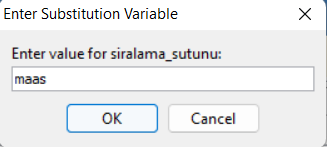 Enter Substitution Variable
Enter value for siralama_sutunu:
maas
OK
Cancel